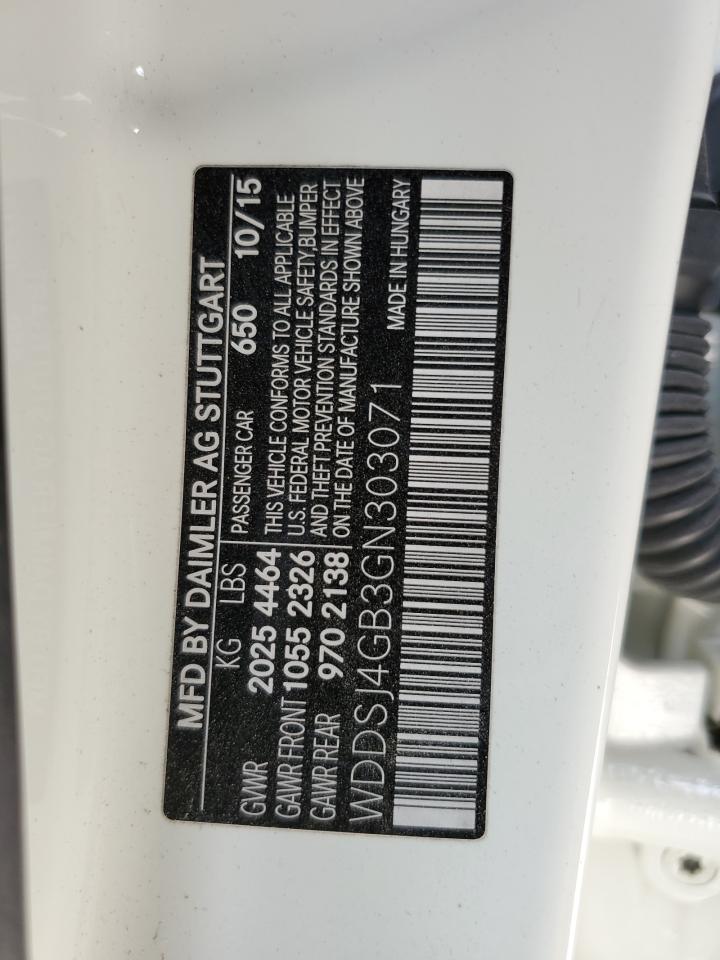 MFD BY DAIMLER AG STUTTGART
KG LBS PASSENGER CAR 650 10/15
GVWR 2025 4464
GAWR FRONT 1055 2326
GAWR REAR 970 2138
THIS VEHICLE CONFORMS TO ALL APPLICABLE
U.S. FEDERAL MOTOR VEHICLE SAFETY,BUMPER
AND THEFT PREVENTION STANDARDS IN EFFECT
ON THE DATE OF MANUFACTURE SHOWN ABOVE
WDDSJ4GB3GN303071 MADE IN HUNGARY